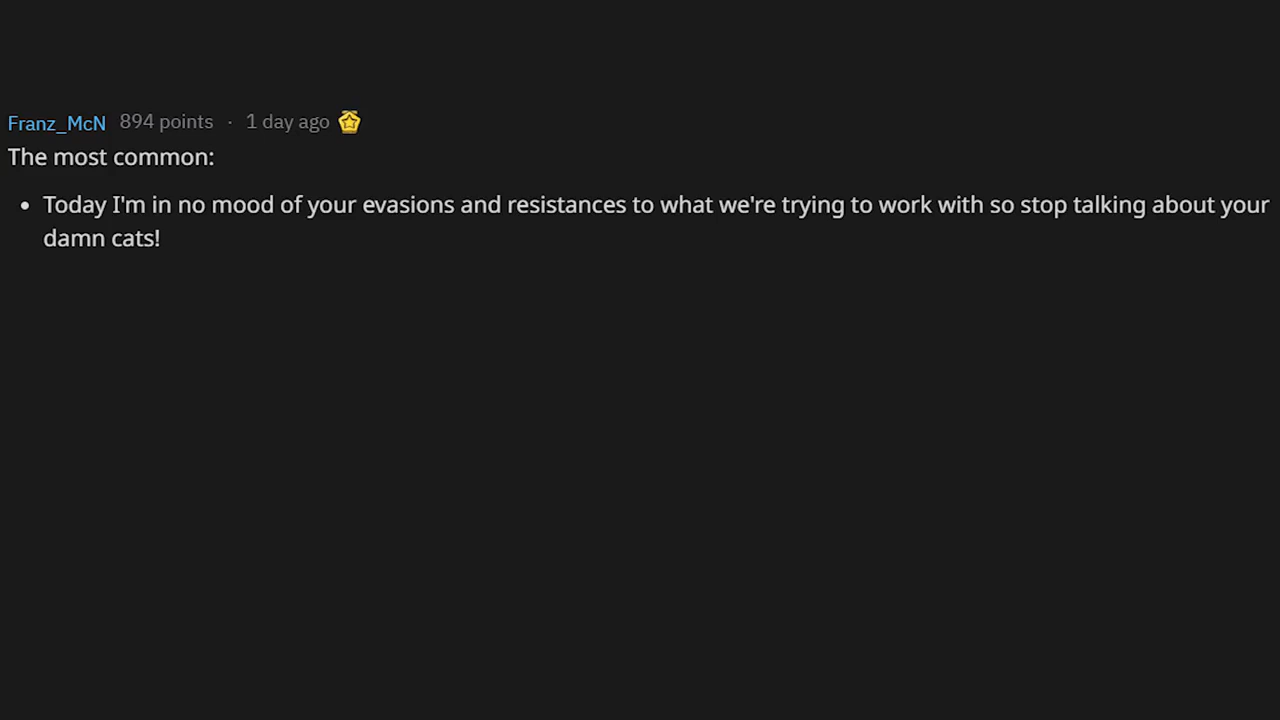 Franz_McN 894 points · 1 day ago
The most common:
• Today I'm in no mood of your evasions and resistances to what we're trying to work with so stop talking about your
damn cats!